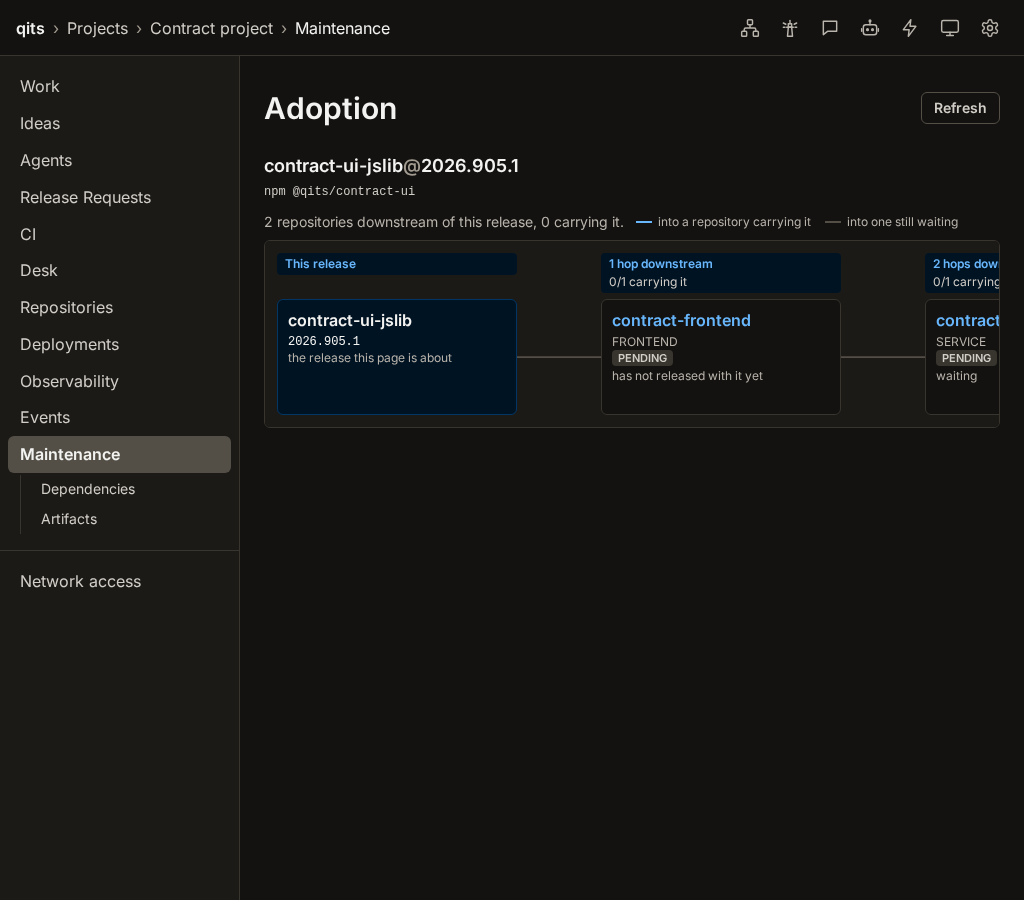 qits › Projects › Contract project › Maintenance
Work
Ideas
Agents
Release Requests
CI
Desk
Repositories
Deployments
Observability
Events
Maintenance
Dependencies
Artifacts
Network access
Adoption
Refresh
contract-ui-jslib@2026.905.1
npm @qits/contract-ui
2 repositories downstream of this release, 0 carrying it. into a repository carrying it into one still waiting
This release
contract-ui-jslib
2026.905.1
the release this page is about
1 hop downstream
0/1 carrying it
contract-frontend
FRONTEND
PENDING
has not released with it yet
2 hops dow
0/1 carrying
contract
SERVICE
PENDING
waiting